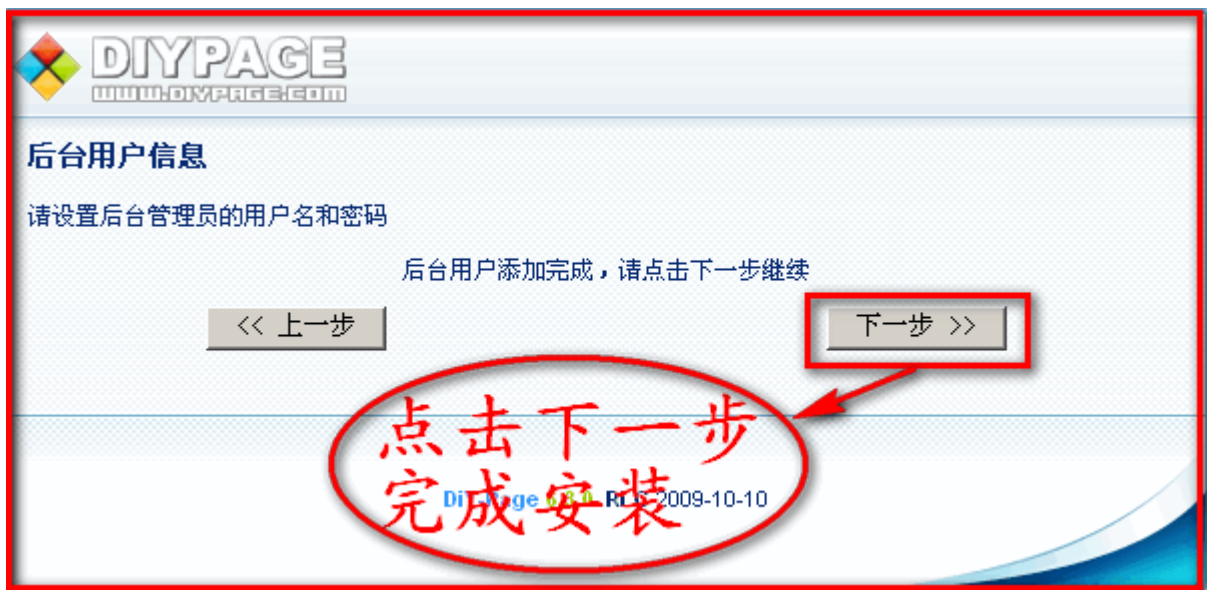 DIYPAGE
www.diypage.com
后台用户信息
请设置后台管理员的用户名和密码
后台用户添加完成，请点击下一步继续
<< 上一步
下一步 >>
点击下一步
完成安装
2009-10-10